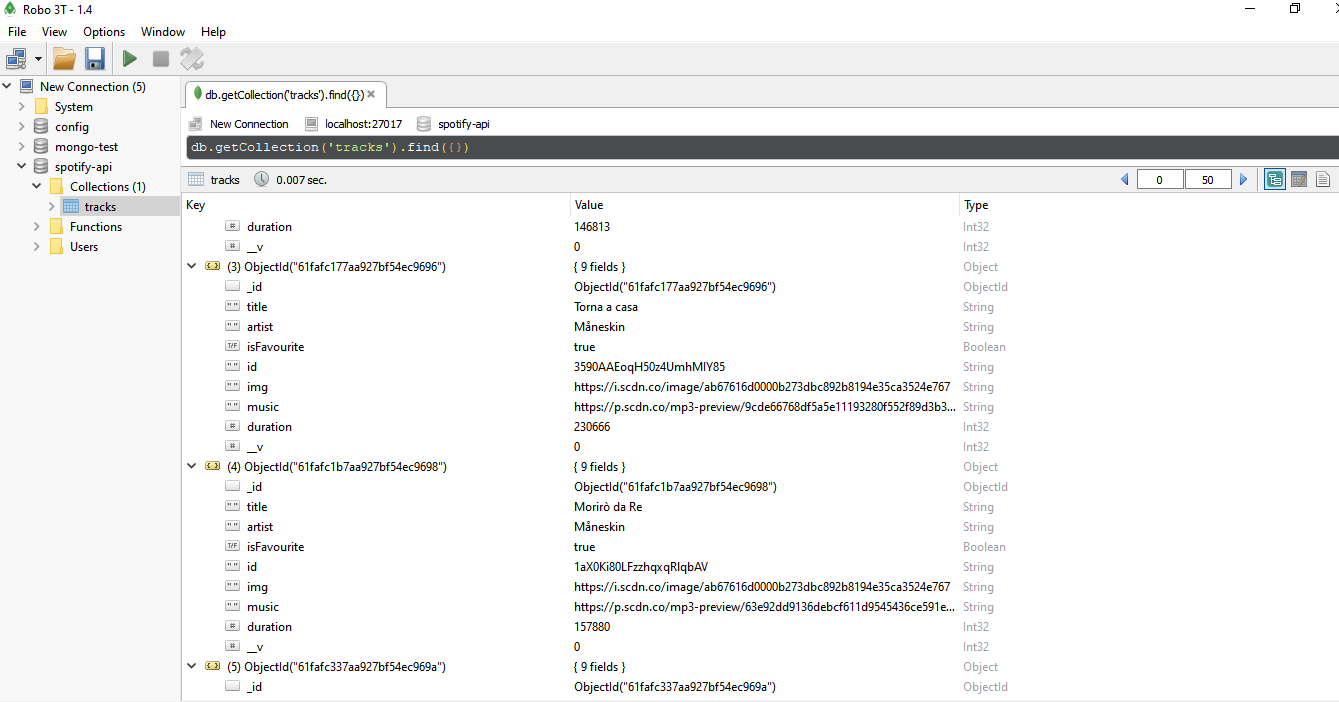 Robo 3T - 1.4
File View Options Window Help
New Connection (5)
System
config
mongo-test
spotify-api
Collections (1)
tracks
Functions
Users
db.getCollection('tracks').find({})
New Connection localhost:27017 spotify-api
db.getCollection('tracks').find({})
tracks 0.007 sec. 0 50
Key Value Type
# duration 146813 Int32
# __v 0 Int32
(3) ObjectId("61fafc177aa927bf54ec9696") { 9 fields } Object
_id ObjectId("61fafc177aa927bf54ec9696") ObjectId
" " title Torna a casa String
" " artist Måneskin String
T/F isFavourite true Boolean
" " id 3590AAEoqH50z4UmhMIY85 String
" " img https://i.scdn.co/image/ab67616d0000b273dbc892b8194e35ca3524e767 String
" " music https://p.scdn.co/mp3-preview/9cde66768df5a5e11193280f552f89d3b3... String
# duration 230666 Int32
# __v 0 Int32
(4) ObjectId("61fafc1b7aa927bf54ec9698") { 9 fields } Object
_id ObjectId("61fafc1b7aa927bf54ec9698") ObjectId
" " title Morirò da Re String
" " artist Måneskin String
T/F isFavourite true Boolean
" " id 1aX0Ki80LFzzhqxqRIqbAV String
" " img https://i.scdn.co/image/ab67616d0000b273dbc892b8194e35ca3524e767 String
" " music https://p.scdn.co/mp3-preview/63e92dd9136debcf611d9545436ce591e... String
# duration 157880 Int32
# __v 0 Int32
(5) ObjectId("61fafc337aa927bf54ec969a") { 9 fields } Object
_id ObjectId("61fafc337aa927bf54ec969a") ObjectId